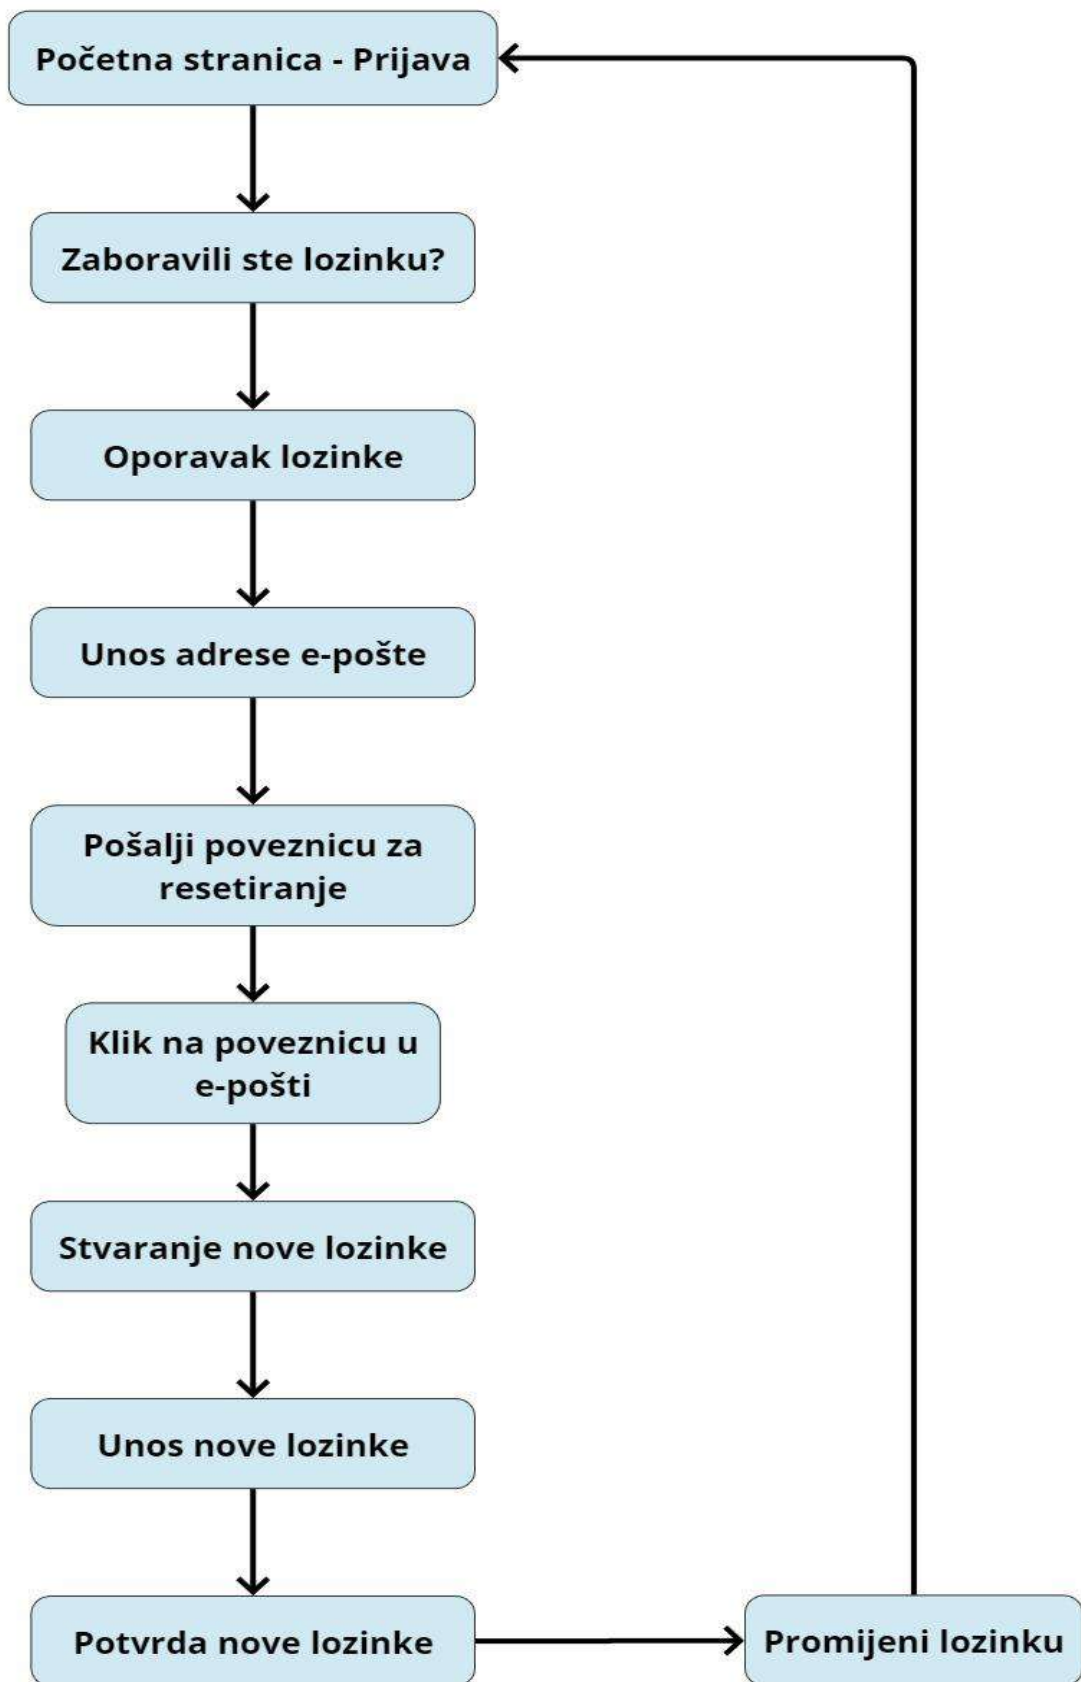 Početna stranica - Prijava
Zaboravili ste lozinku?
Oporavak lozinke
Unos adrese e-pošte
Pošalji poveznicu za
resetiranje
Klik na poveznicu u
e-pošti
Stvaranje nove lozinke
Unos nove lozinke
Potvrda nove lozinke
Promijeni lozinku